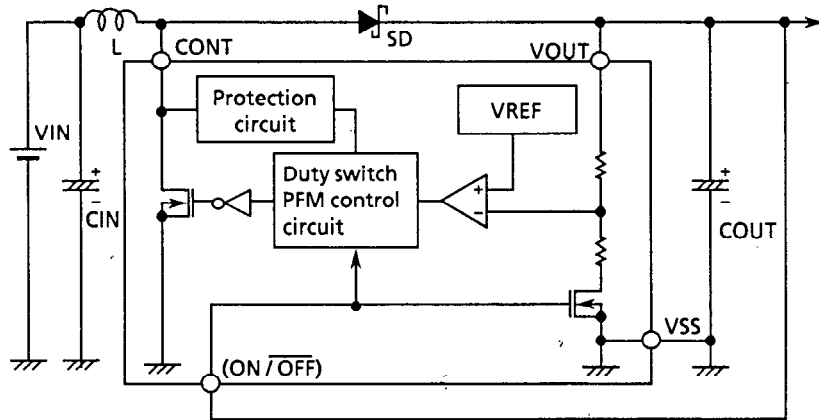 L
CONT
SD
VOUT
Protection
circuit
VREF
VIN
+
-
CIN
Duty switch
PFM control
circuit
+
-
+
-
COUT
VSS
(ON/OFF)